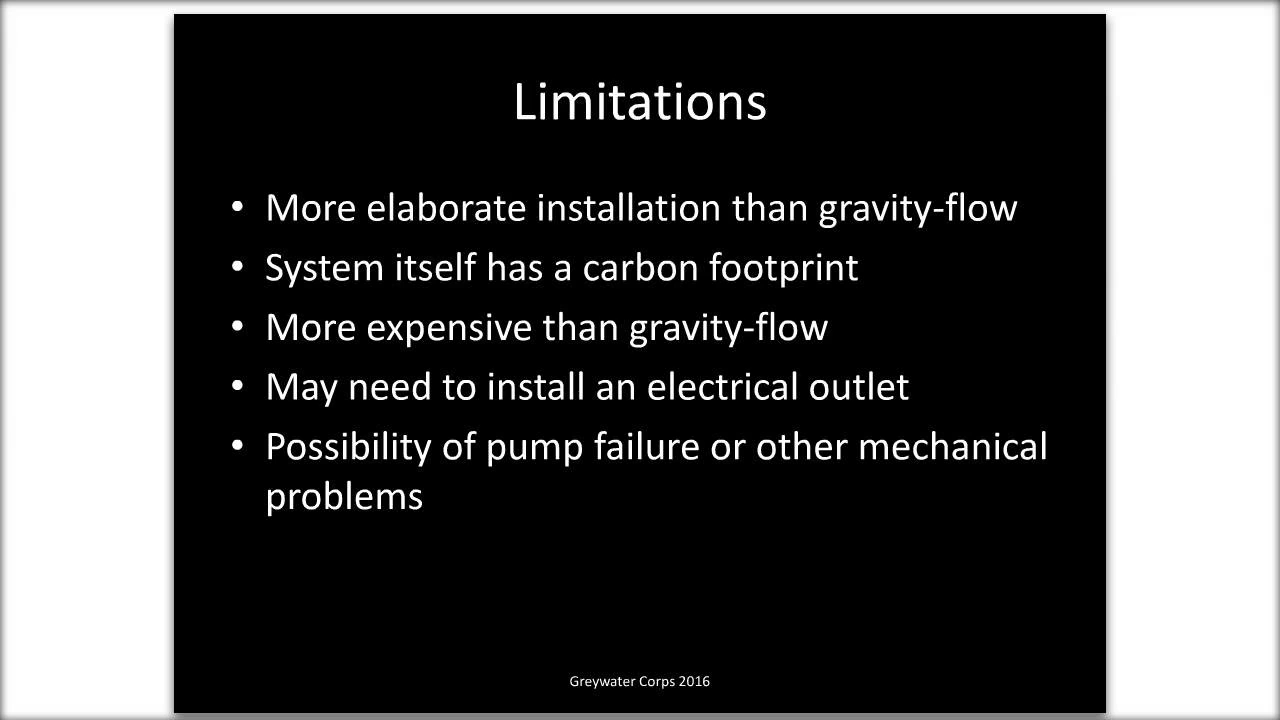 Limitations
• More elaborate installation than gravity-flow
• System itself has a carbon footprint
• More expensive than gravity-flow
• May need to install an electrical outlet
• Possibility of pump failure or other mechanical
problems
Greywater Corps 2016